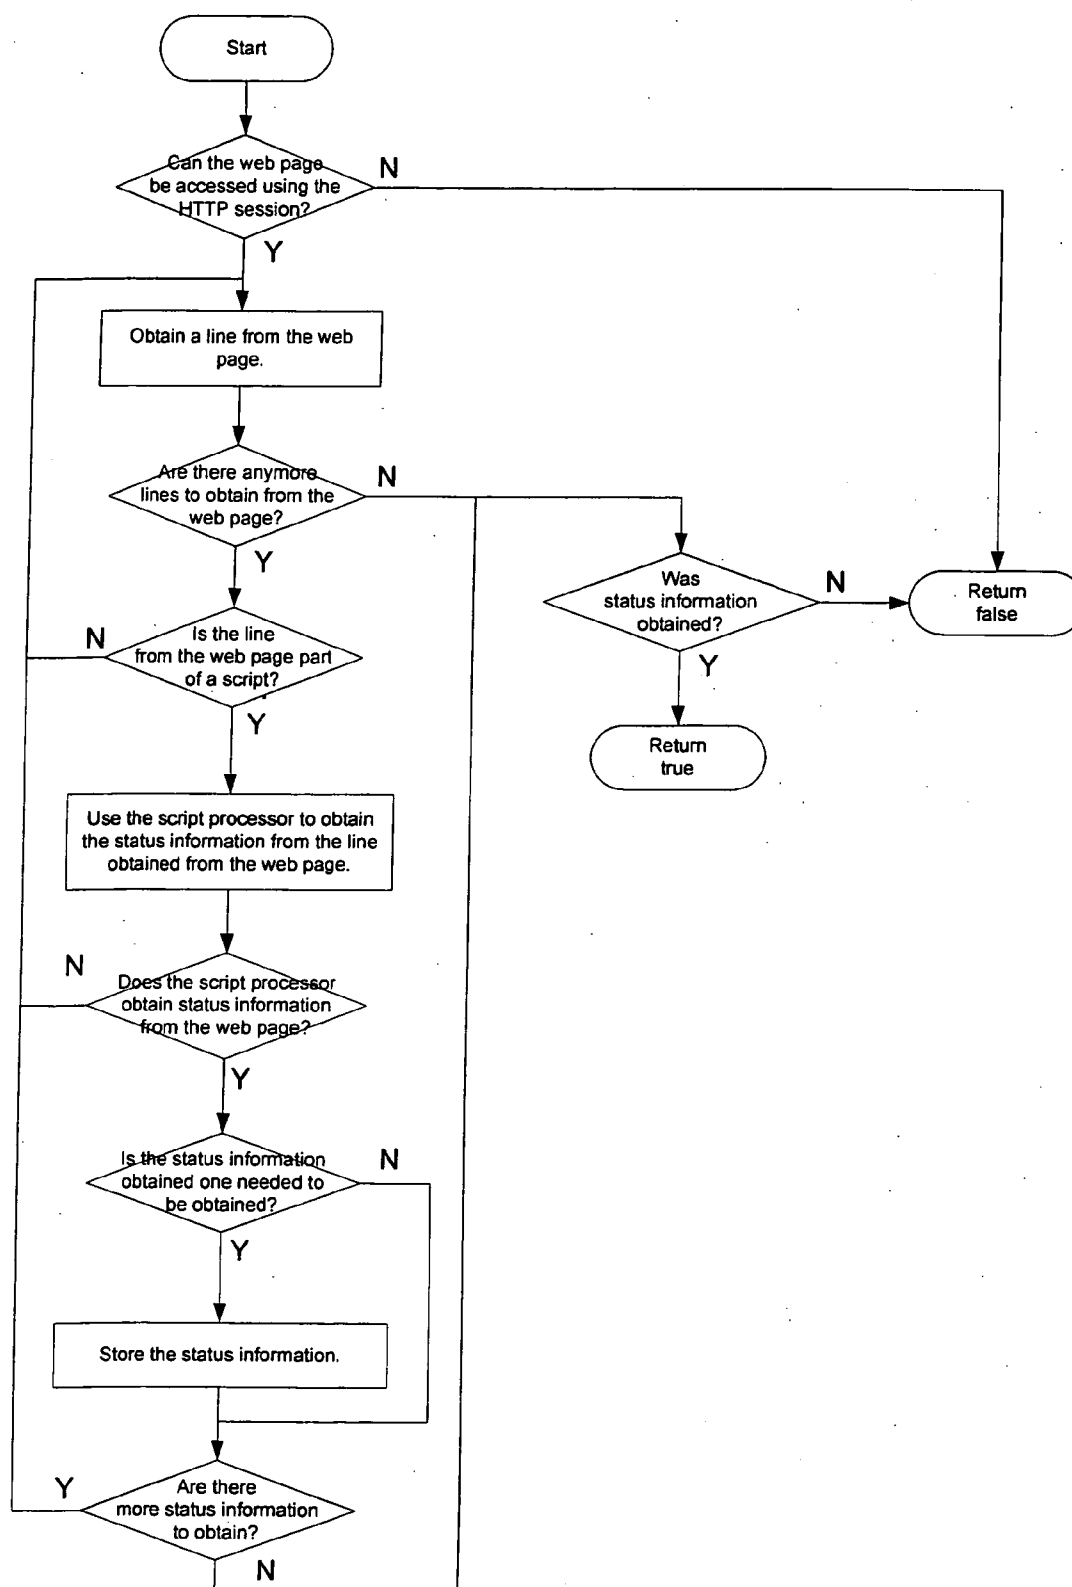 Start
Can the web page
be accessed using the
HTTP session?
N
Y
Obtain a line from the web
page.
Are there anymore
lines to obtain from the
web page?
N
Y
Was
status information
obtained?
N
Return
false
Y
Return
true
Is the line
from the web page part
of a script?
N
Y
Use the script processor to obtain
the status information from the line
obtained from the web page.
Does the script processor
obtain status information
from the web page?
N
Y
Is the status information
obtained one needed to
be obtained?
N
Y
Store the status information.
Are there
more status information
to obtain?
Y
N